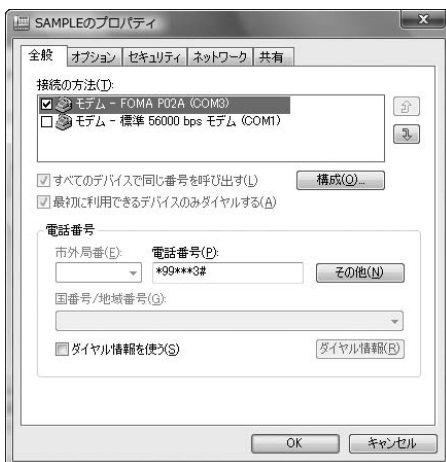 SAMPLEのプロパティ
全般 オプション セキュリティ ネットワーク 共有
接続の方法(T):
モデム - FOMA P02A (COM3)
モデム - 標準 56000 bps モデム (COM1)
すべてのデバイスで同じ番号を呼び出す(L) 構成(O)...
最初に利用できるデバイスのみダイヤルする(A)
電話番号
市外局番(E): 電話番号(P):
*99***3# その他(N)
国番号/地域番号(G):
ダイヤル情報を使う(S) ダイヤル情報(R)
OK キャンセル